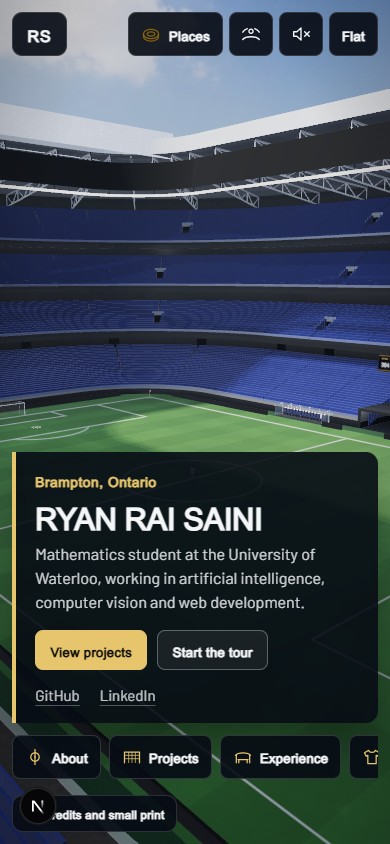 RS
Places
Flat
Brampton, Ontario
RYAN RAI SAINI
Mathematics student at the University of
Waterloo, working in artificial intelligence,
computer vision and web development.
View projects
Start the tour
GitHub LinkedIn
About
Projects
Experience
N
redits and small print